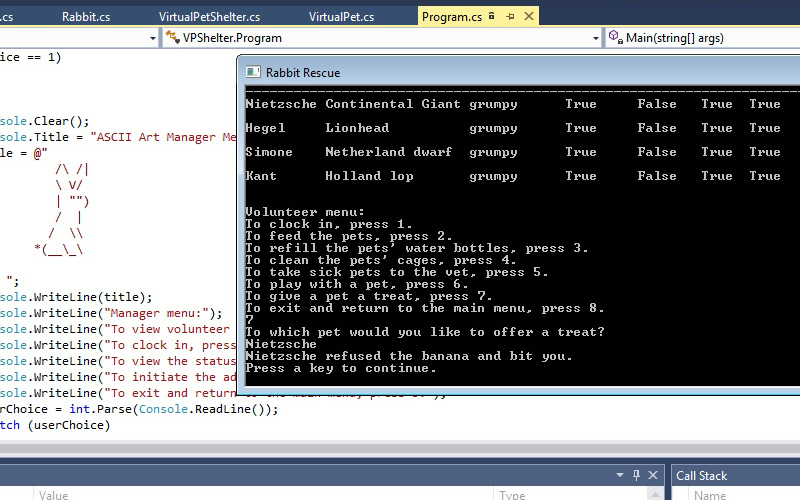 .cs Rabbit.cs VirtualPetShelter.cs VirtualPet.cs Program.cs
VPShelter.Program Main(string[] args)
ice == 1)
Rabbit Rescue
Nietzsche Continental Giant grumpy True False True True
Hegel Lionhead grumpy True False True True
Simone Netherland dwarf grumpy True False True True
Kant Holland lop grumpy True False True True
Volunteer menu:
To clock in, press 1.
To feed the pets, press 2.
To refill the pets' water bottles, press 3.
To clean the pets' cages, press 4.
To take sick pets to the vet, press 5.
To play with a pet, press 6.
To give a pet a treat, press 7.
To exit and return to the main menu, press 8.
7
To which pet would you like to offer a treat?
Nietzsche
Nietzsche refused the banana and bit you.
Press a key to continue.
nsole.Clear();
nsole.Title = "ASCII Art Manager Me
le = @"
/\ /|
\ V/
| "")
/ |
/ \\
*(__\_\
";
sole.WriteLine(title);
sole.WriteLine("Manager menu:");
sole.WriteLine("To view volunteer
sole.WriteLine("To clock in, press
sole.WriteLine("To view the status
sole.WriteLine("To initiate the ad
sole.WriteLine("To exit and return
rChoice = int.Parse(Console.ReadLine());
tch (userChoice)
Call Stack
Value Type Name